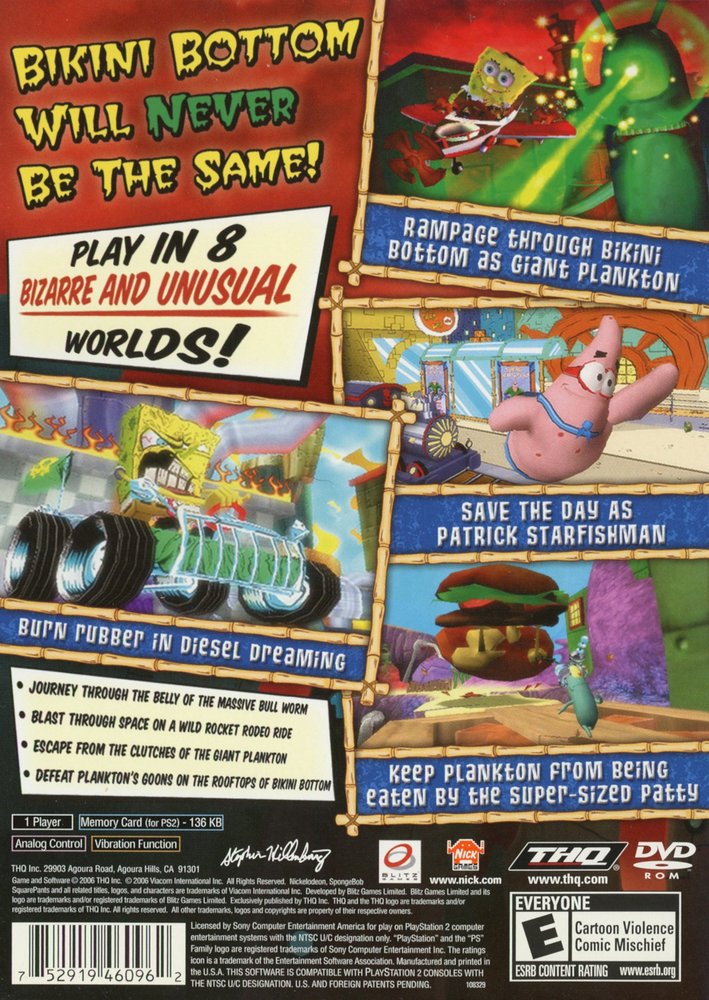 BIKINI BOTTOM
WILL NEVER
BE THE SAME!
PLAY IN 8
BIZARRE AND UNUSUAL
WORLDS!
RAMPAGE THROUGH BIKINI
BOTTOM AS GIANT PLANKTON
SAVE THE DAY AS
PATRICK STARFISHMAN
BURN RUBBER IN DIESEL DREAMING
• JOURNEY THROUGH THE BELLY OF THE MASSIVE BULL WORM
• BLAST THROUGH SPACE ON A WILD ROCKET RODEO RIDE
• ESCAPE FROM THE CLUTCHES OF THE GIANT PLANKTON
• DEFEAT PLANKTON'S GOONS ON THE ROOFTOPS OF BIKINI BOTTOM
KEEP PLANKTON FROM BEING
EATEN BY THE SUPER-SIZED PATTY
1 Player
Memory Card (for PS2) - 136 KB
Analog Control
Vibration Function
Stephen Hillenburg
BLITZ
GAMES
NICK
GAMES
www.nick.com
THQ
www.thq.com
DVD
ROM
THQ Inc. 29903 Agoura Road, Agoura Hills, CA 91301
Game and Software © 2006 THQ Inc. © 2006 Viacom International Inc. All Rights Reserved. Nickelodeon, SpongeBob
SquarePants and all related titles, logos, and characters are trademarks of Viacom International Inc. Developed by Blitz Games Limited. Blitz Games Limited and its
logo are trademarks and/or registered trademarks of Blitz Games Limited. Exclusively published by THQ Inc. THQ and the THQ logo are trademarks and/or
registered trademarks of THQ Inc. All rights reserved. All other trademarks, logos and copyrights are property of their respective owners.
7 52919 46096 2
Licensed by Sony Computer Entertainment America for play on PlayStation 2 computer
entertainment systems with the NTSC U/C designation only. "PlayStation" and the "PS"
Family logo are registered trademarks of Sony Computer Entertainment Inc. The ratings
icon is a trademark of the Entertainment Software Association. Manufactured and printed in
the U.S.A. THIS SOFTWARE IS COMPATIBLE WITH PLAYSTATION 2 CONSOLES WITH
THE NTSC U/C DESIGNATION. U.S. AND FOREIGN PATENTS PENDING.
108329
EVERYONE
E
Cartoon Violence
Comic Mischief
ESRB CONTENT RATING
www.esrb.org